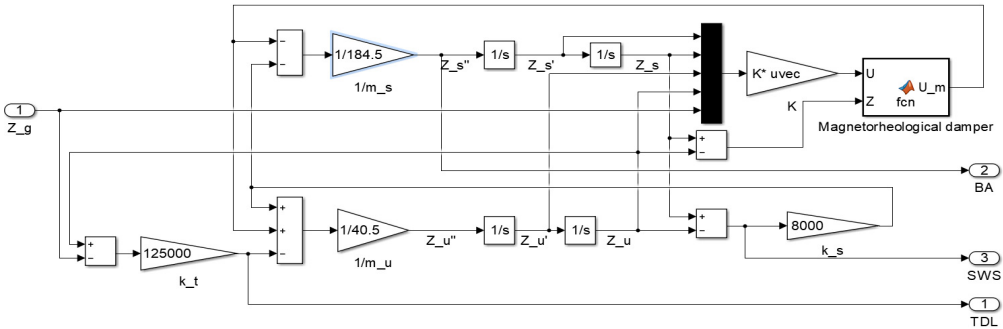 −
−
1/184.5
1/m_s
Z_s''
1/s
Z_s'
1/s
Z_s
K* uvec
K
U
Z
fcn
U_m
Magnetorheological damper
1
Z_g
+
−
2
BA
+
+
−
1/40.5
1/m_u
Z_u''
1/s
Z_u'
1/s
Z_u
+
−
8000
k_s
+
−
125000
k_t
3
SWS
1
TDL